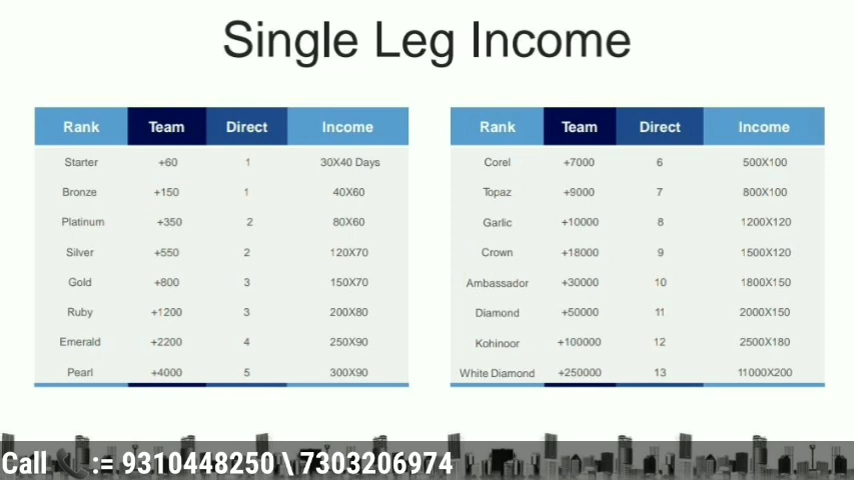 Single Leg Income
Rank Team Direct Income
Starter +60 1 30X40 Days
Bronze +150 1 40X60
Platinum +350 2 80X60
Silver +550 2 120X70
Gold +800 3 150X70
Ruby +1200 3 200X80
Emerald +2200 4 250X90
Pearl +4000 5 300X90
Rank Team Direct Income
Corel +7000 6 500X100
Topaz +9000 7 800X100
Garlic +10000 8 1200X120
Crown +18000 9 1500X120
Ambassador +30000 10 1800X150
Diamond +50000 11 2000X150
Kohinoor +100000 12 2500X180
White Diamond +250000 13 11000X200
Call 📞:= 9310448250 \ 7303206974